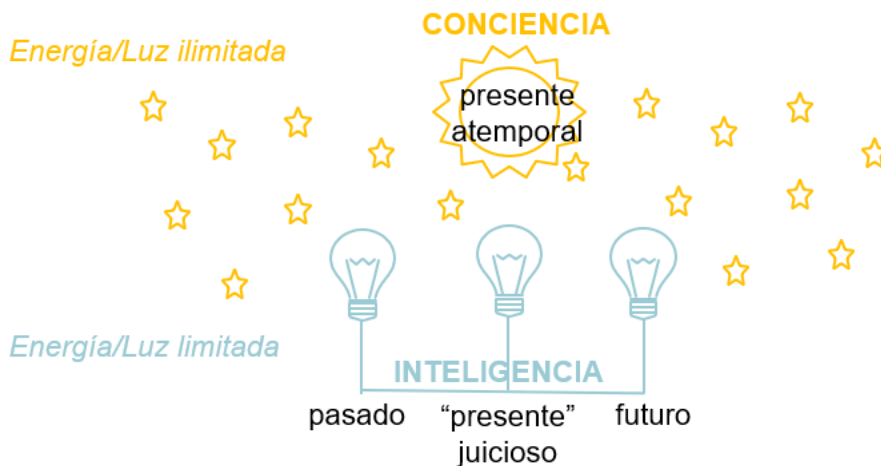 CONCIENCIA
Energía/Luz ilimitada
presente
atemporal
Energía/Luz limitada
INTELIGENCIA
pasado “presente” futuro
juicioso